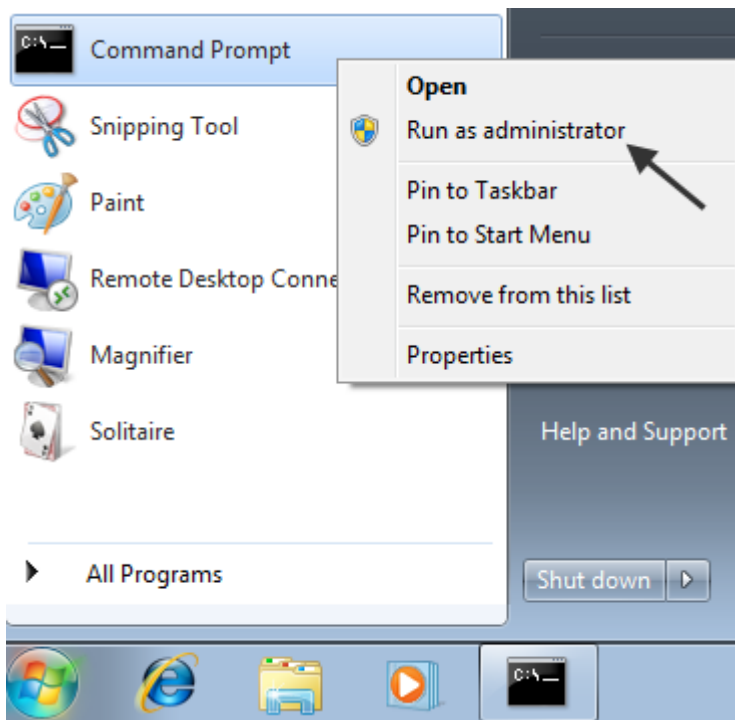 Command Prompt
Open
Snipping Tool
Run as administrator
Paint
Pin to Taskbar
Pin to Start Menu
Remote Desktop Conne
Remove from this list
Magnifier
Properties
Solitaire
Help and Support
All Programs
Shut down